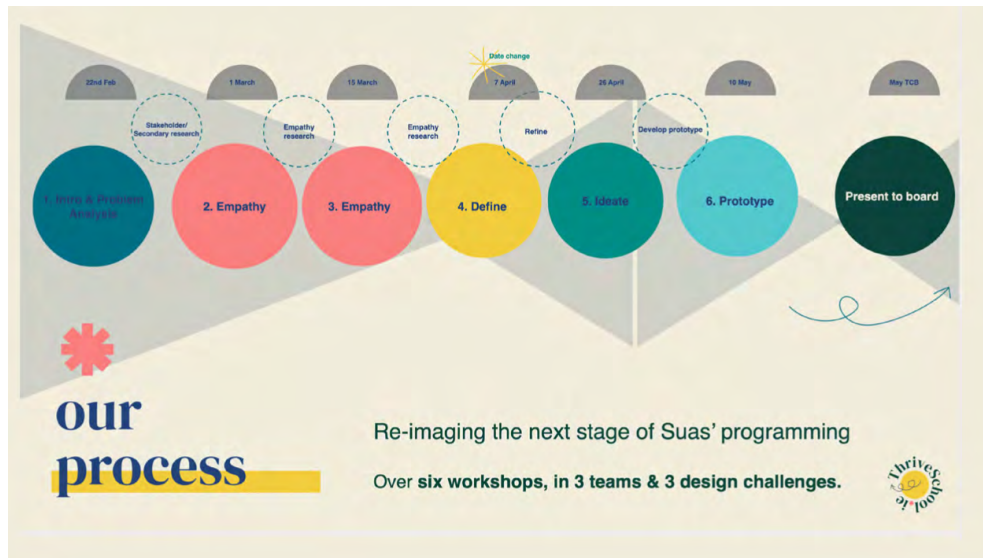 Date change
22nd Feb
1 March
15 March
7 April
26 April
10 May
May TCB
Stakeholder/
Secondary research
Empathy
research
Empathy
research
Refine
Develop prototype
1. Intro & Problem
Analysis
2. Empathy
3. Empathy
4. Define
5. Ideate
6. Prototype
Present to board
our
process
Re-imaging the next stage of Suas' programming
Over six workshops, in 3 teams & 3 design challenges.
ThriveSchool.ie